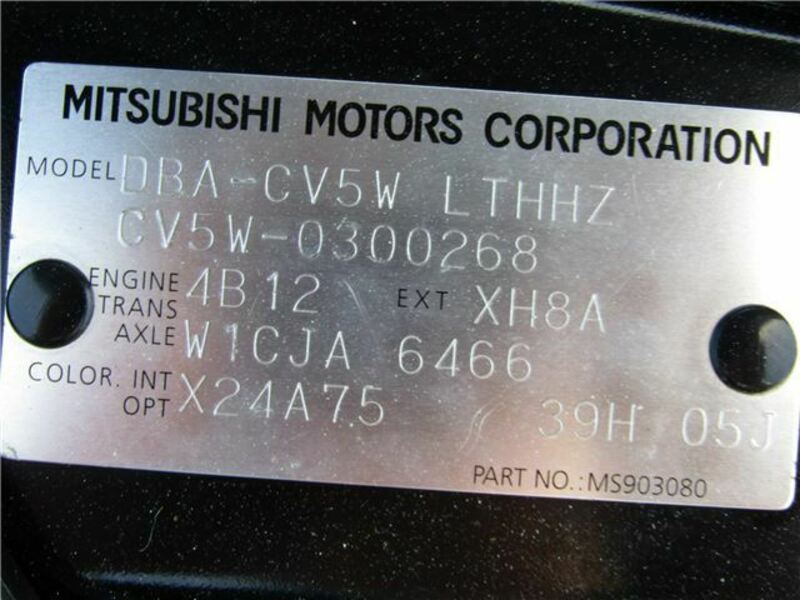 MITSUBISHI MOTORS CORPORATION
MODEL DBA-CV5W LTHHZ
CV5W-0300268
ENGINE 4B12 EXT XH8A
TRANS
AXLE W1CJA 6466
COLOR. INT
OPT X24A75 39H 05J
PART NO.:MS903080